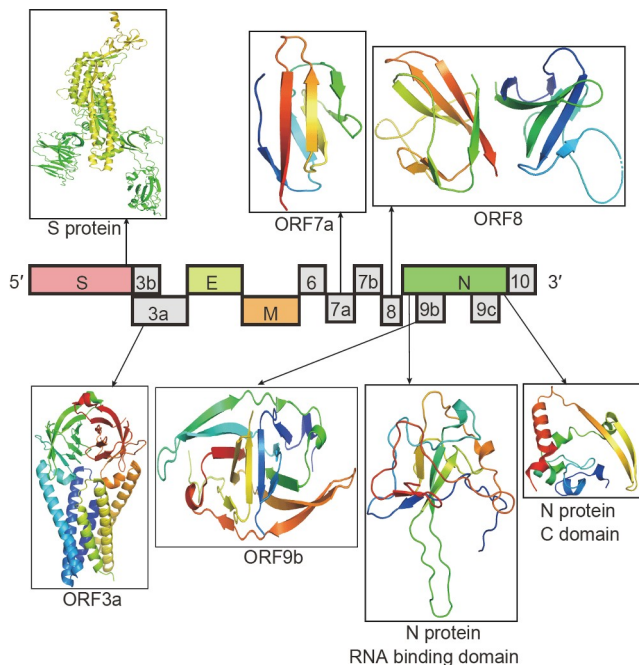 S protein
ORF7a
ORF8
5′ S 3b E 6 7b N 10 3′
3a M 7a 8 9b 9c
ORF3a
ORF9b
N protein
RNA binding domain
N protein
C domain